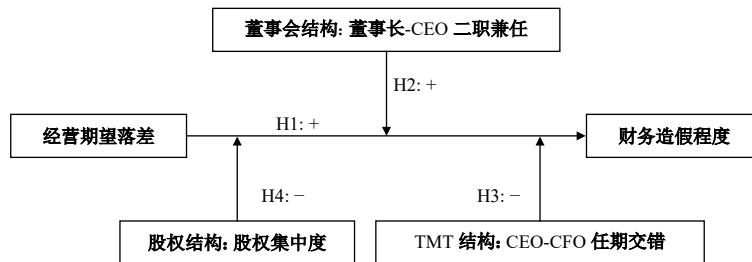 董事会结构: 董事长-CEO 二职兼任
H2: +
经营期望落差
H1: +
财务造假程度
H4: −
H3: −
股权结构: 股权集中度
TMT 结构: CEO-CFO 任期交错